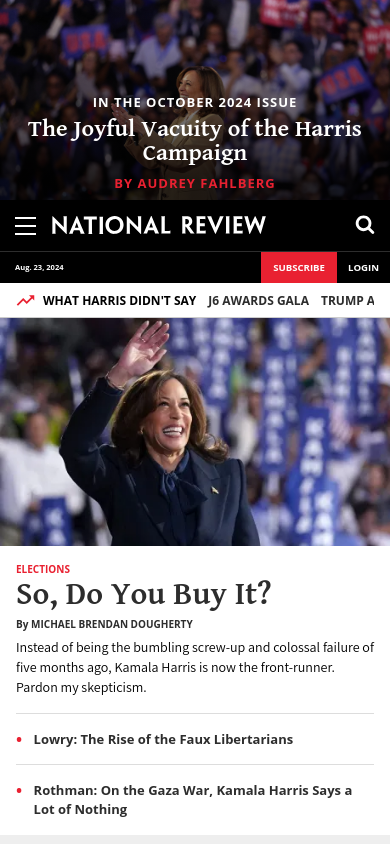 IN THE OCTOBER 2024 ISSUE
The Joyful Vacuity of the Harris
Campaign
BY AUDREY FAHLBERG
NATIONAL REVIEW
Aug. 23, 2024
SUBSCRIBE
LOGIN
WHAT HARRIS DIDN'T SAY J6 AWARDS GALA TRUMP A
ELECTIONS
So, Do You Buy It?
By MICHAEL BRENDAN DOUGHERTY
Instead of being the bumbling screw-up and colossal failure of
five months ago, Kamala Harris is now the front-runner.
Pardon my skepticism.
Lowry: The Rise of the Faux Libertarians
Rothman: On the Gaza War, Kamala Harris Says a
Lot of Nothing